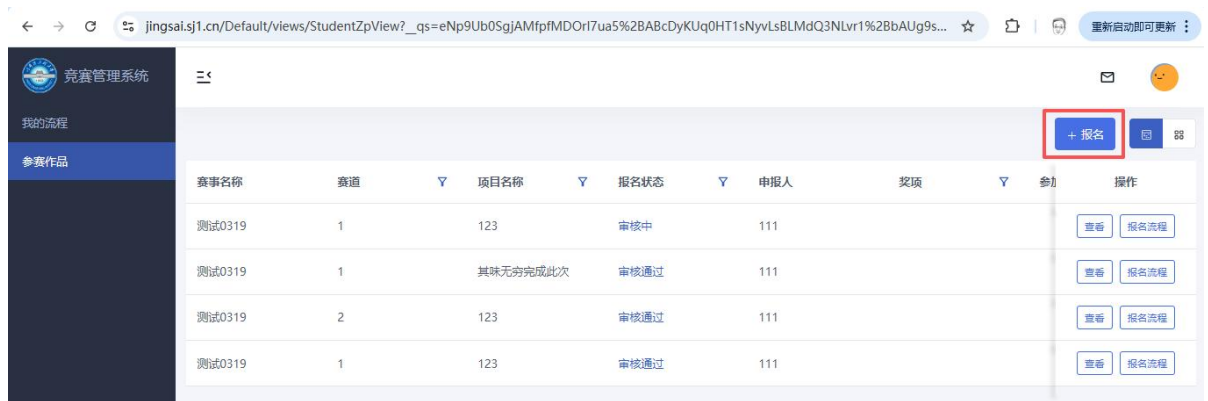 jingsai.sj1.cn/Default/views/StudentZpView?__qs=eNp9Ub0SgjAMfpfMDOrI7ua5%2BABcDyKUq0HT1sNyvLsBLMdQ3NLvr1%2BbAUg9s...
重新启动即可更新
竞赛管理系统
我的流程
+ 报名
参赛作品
赛事名称 赛道 项目名称 报名状态 申报人 奖项 操作
测试0319 1 123 审核中 111 查看 报名流程
测试0319 1 其味无穷完成此次 审核通过 111 查看 报名流程
测试0319 2 123 审核通过 111 查看 报名流程
测试0319 1 123 审核通过 111 查看 报名流程